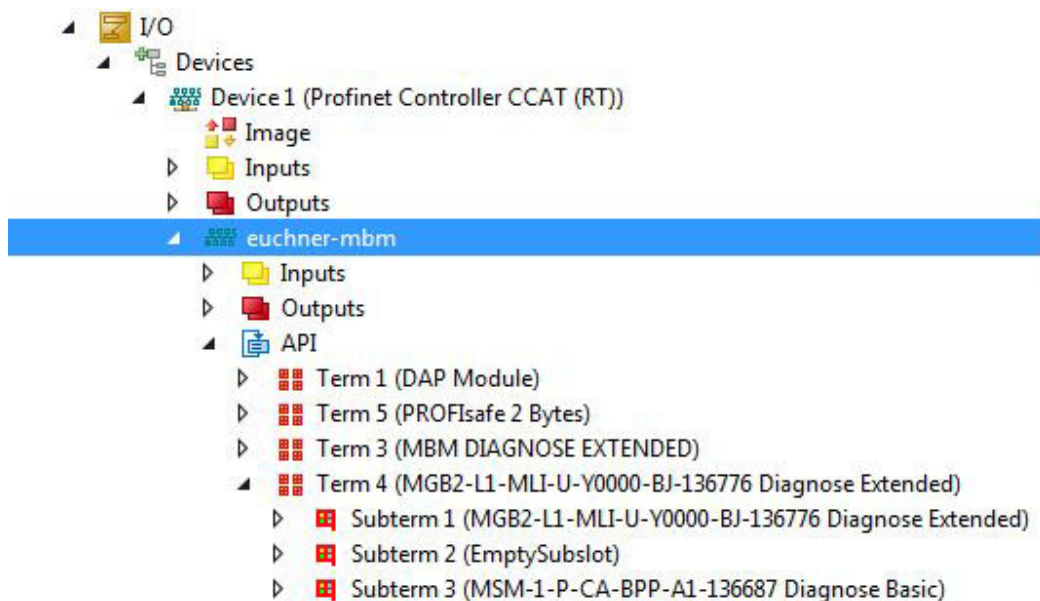 I/O
Devices
Device 1 (Profinet Controller CCAT (RT))
Image
Inputs
Outputs
euchner-mbm
Inputs
Outputs
API
Term 1 (DAP Module)
Term 5 (PROFIsafe 2 Bytes)
Term 3 (MBM DIAGNOSE EXTENDED)
Term 4 (MGB2-L1-MLI-U-Y0000-BJ-136776 Diagnose Extended)
Subterm 1 (MGB2-L1-MLI-U-Y0000-BJ-136776 Diagnose Extended)
Subterm 2 (EmptySubslot)
Subterm 3 (MSM-1-P-CA-BPP-A1-136687 Diagnose Basic)